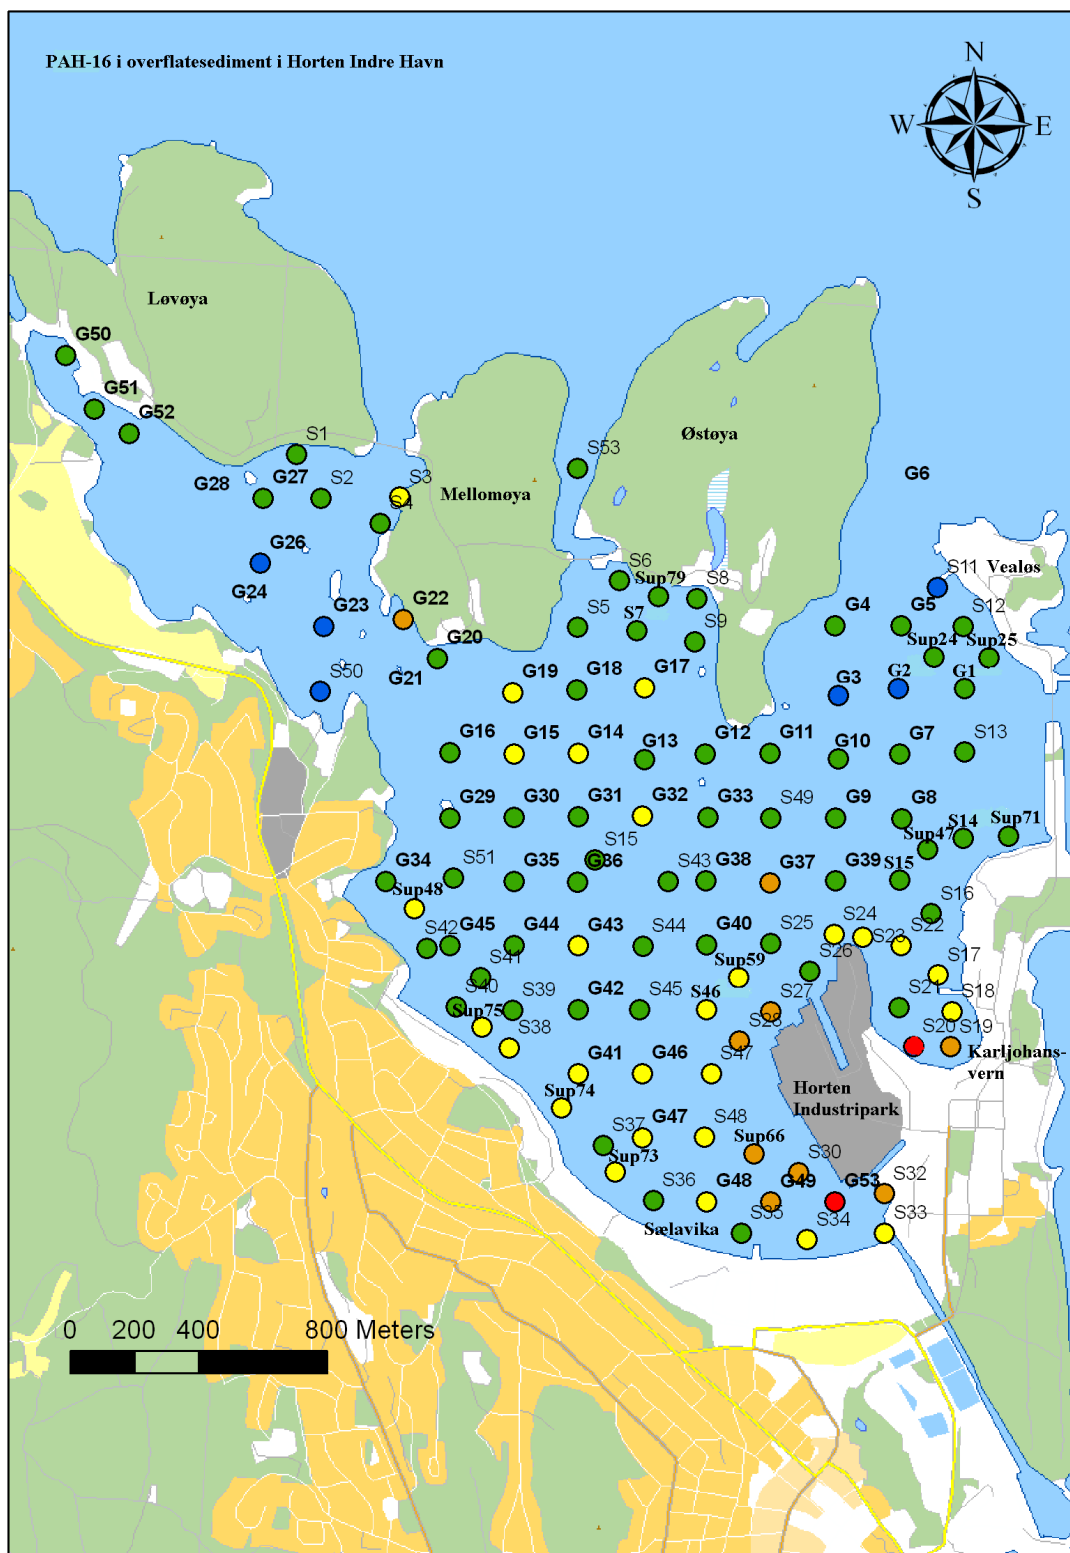 PAH-16 i overflatesediment i Horten Indre Havn
N
W E
S
Løvøya
G50
G51
G52
S1
Østøya
S53
G28 G27 S2 S3
Mellomøya
G6
S4
G26
S6
Sup79 S8
S11 Vealøs
G24
G23 G22
S5 S7 S9
G4 G5 S12
G20
Sup24 Sup25
G21
S50
G19 G18 G17
G3 G2 G1
G16 G15 G14 G13 G12 G11 G10 G7 S13
G29 G30 G31 G32 G33 S49 G9 G8
S14 Sup71
Sup47
S15
G34 S51 G35 G36 S43 G38 G37 G39 S15
Sup48
S16
S42 G45 G44 G43 S44 G40 S25 S24 S23 S22
S41 Sup59 S26 S17
S40 S39 G42 S45 S46 S27 S21 S18
Sup75
S38 S28 S20 S19
G41 G46 S47
Karljohans-
vern
Horten
Industripark
Sup74
S37 G47 S48
Sup66
Sup73
S30
S36 G48 G49 G53 S32
Sælavika S35 S34 S33
0 200 400 800 Meters